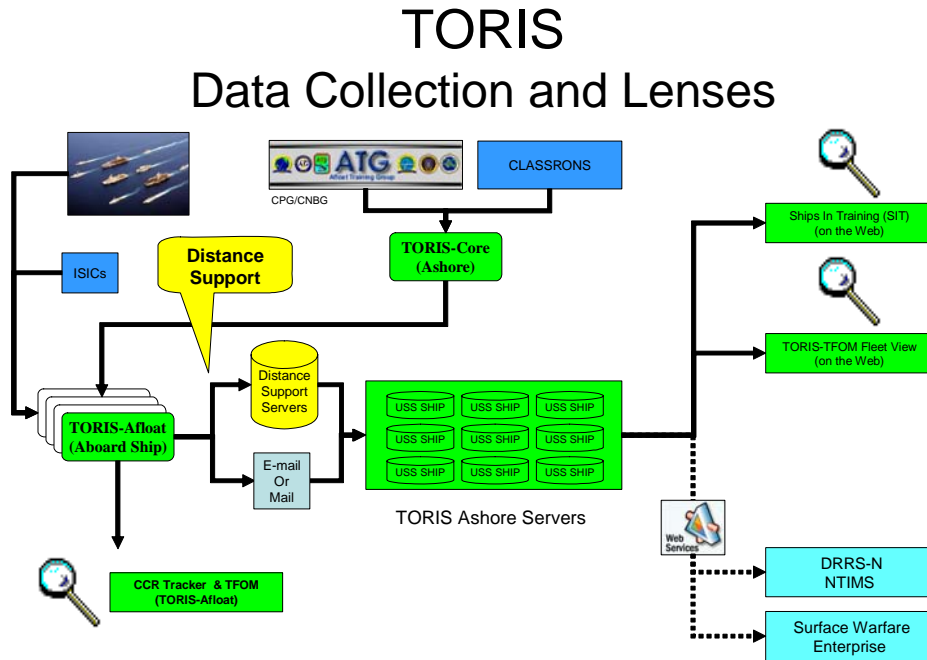 TORIS
Data Collection and Lenses
ATG
Afloat Training Group
CPG/CNBG
CLASSRONS
ISICs
Distance
Support
TORIS-Core
(Ashore)
Ships In Training (SIT)
(on the Web)
TORIS-TFOM Fleet View
(on the Web)
TORIS-Afloat
(Aboard Ship)
Distance
Support
Servers
E-mail
Or
Mail
USS SHIP USS SHIP USS SHIP
USS SHIP USS SHIP USS SHIP
USS SHIP USS SHIP USS SHIP
TORIS Ashore Servers
Web
Services
CCR Tracker & TFOM
(TORIS-Afloat)
DRRS-N
NTIMS
Surface Warfare
Enterprise